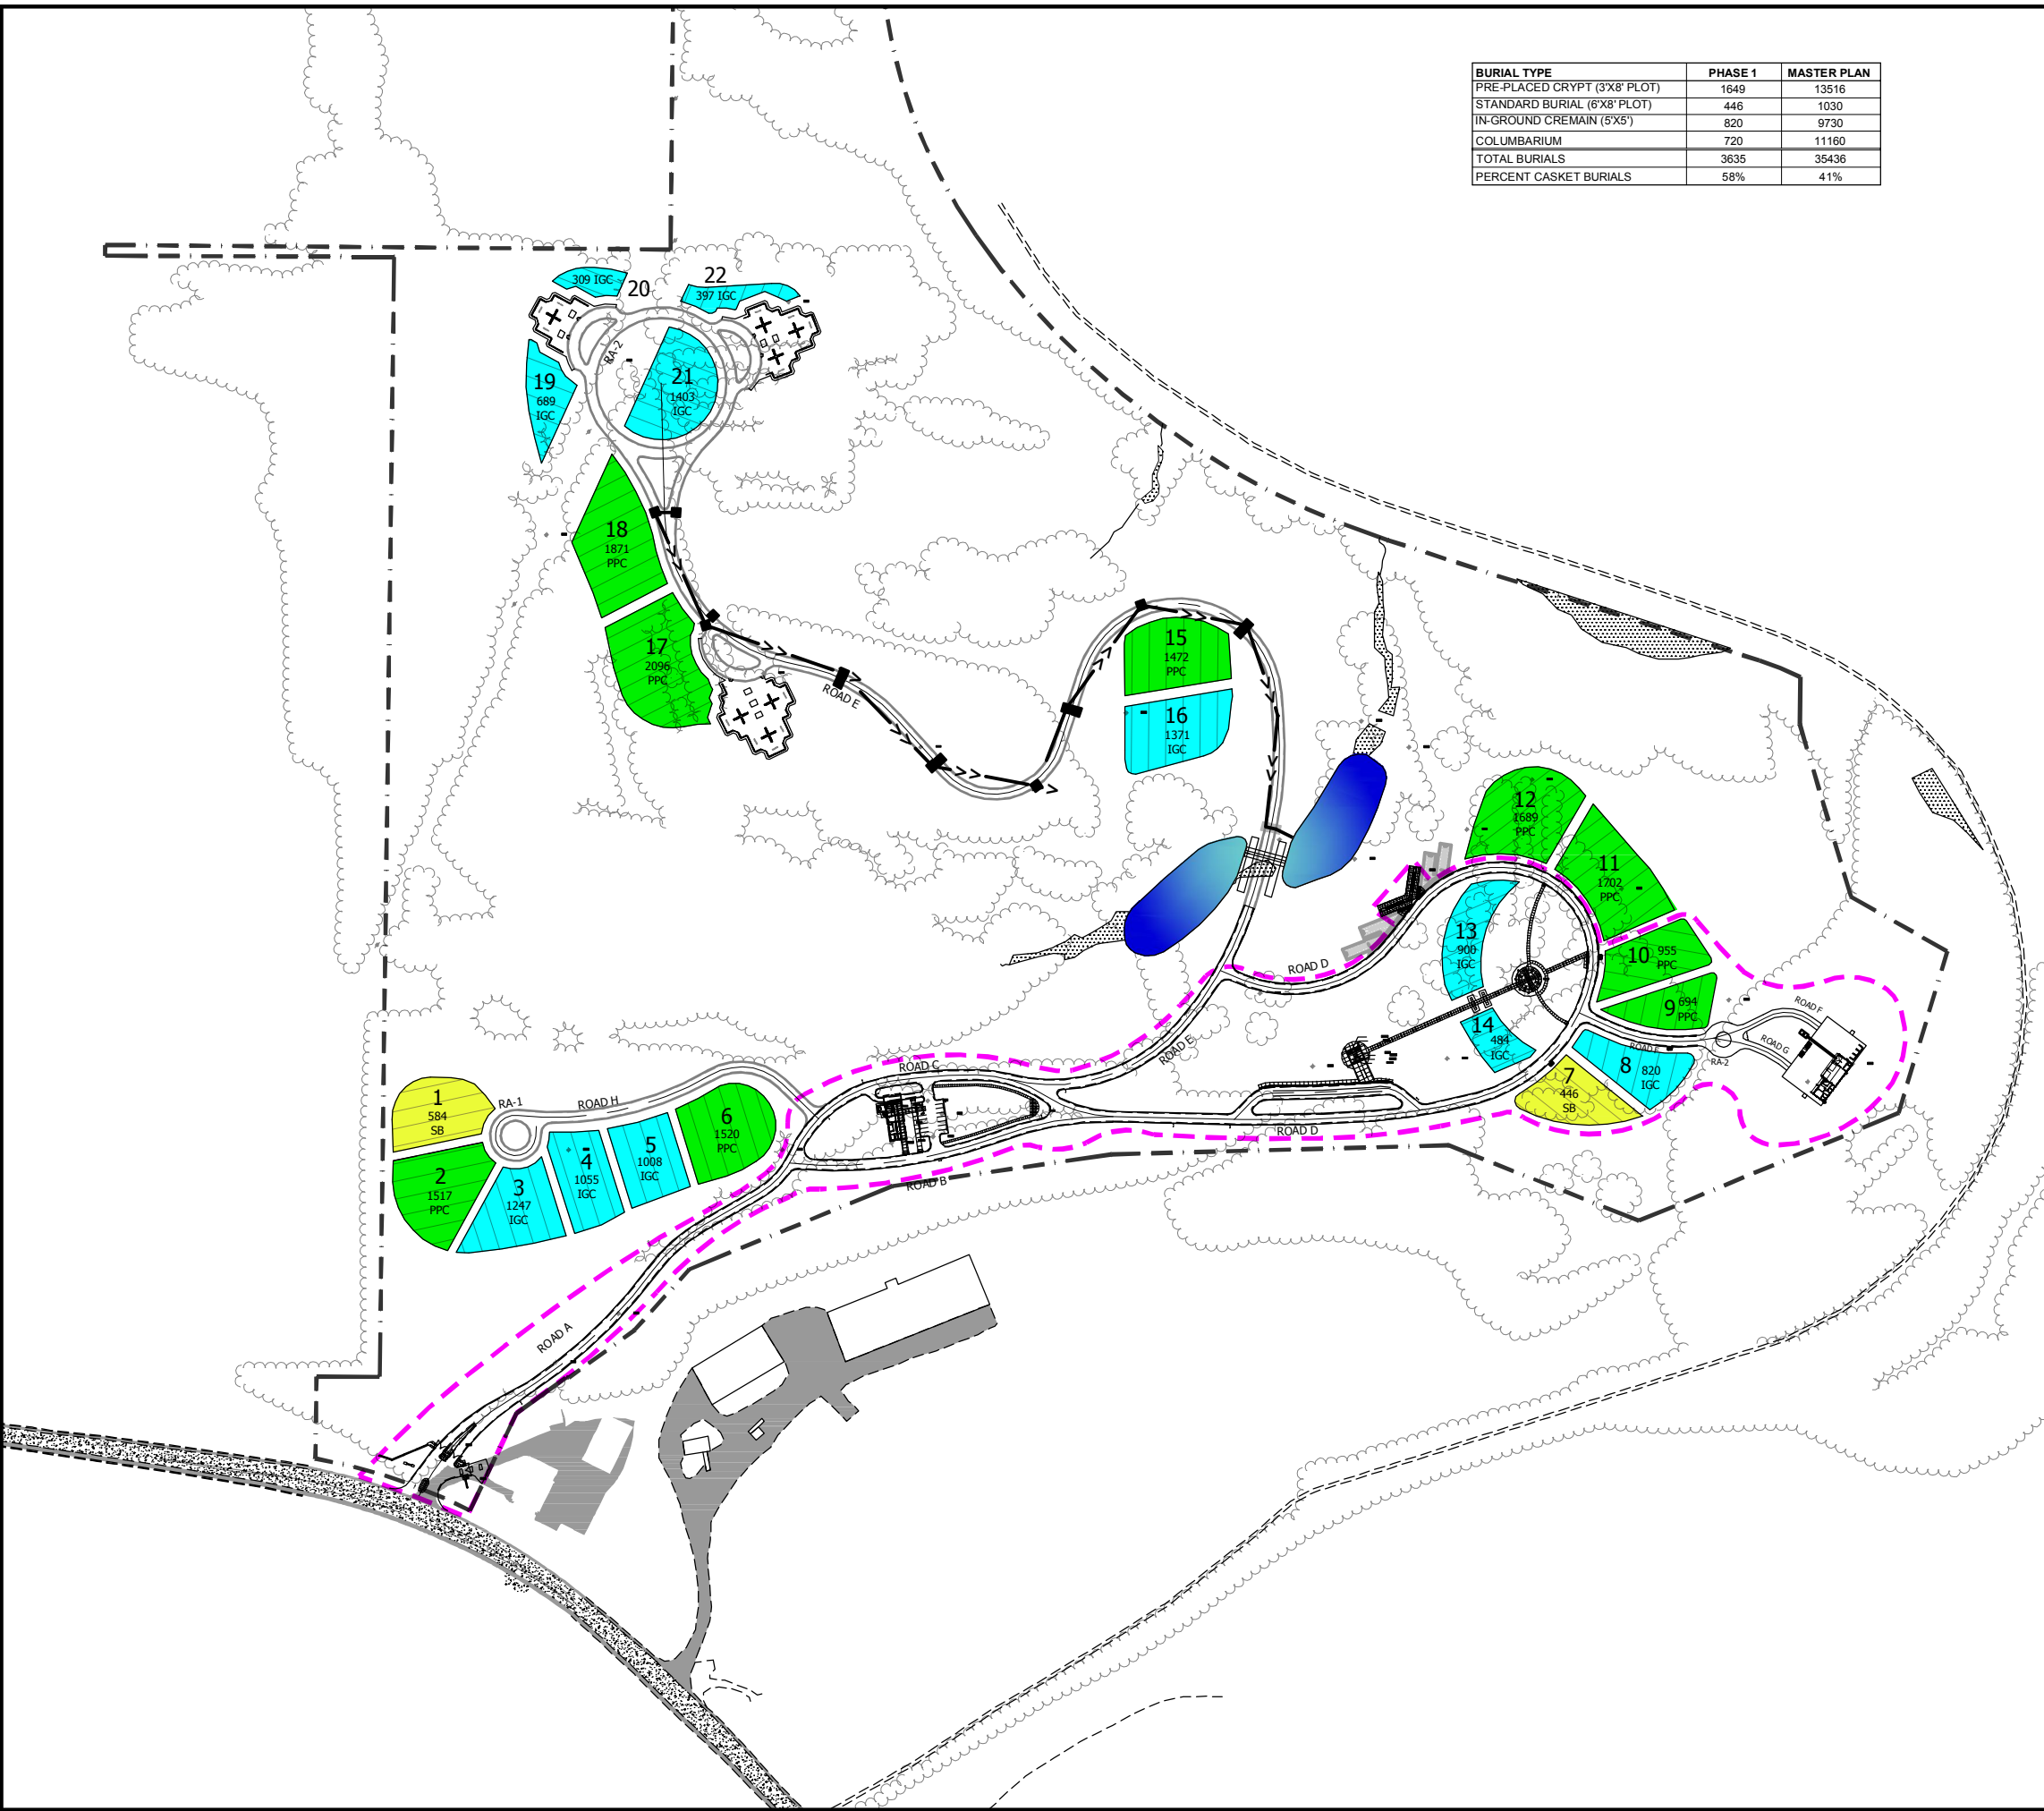 BURIAL TYPE PHASE 1 MASTER PLAN
PRE-PLACED CRYPT (3'X8' PLOT) 1649 13516
STANDARD BURIAL (6'X8' PLOT) 446 1030
IN-GROUND CREMAIN (5'X5') 820 9730
COLUMBARIUM 720 11160
TOTAL BURIALS 3635 35436
PERCENT CASKET BURIALS 58% 41%
309 IGC
20
22
397 IGC
RA-2
19
689
IGC
21
1403
IGC
18
1871
PPC
17
2096
PPC
ROAD E
15
1472
PPC
16
1371
IGC
12
1689
PPC
11
1702
PPC
13
900
IGC
10 955
PPC
9 694
PPC
ROAD D
14
484
IGC
ROAD F
ROAD G
ROAD F
RA-2
8 820
IGC
7
446
SB
ROAD E
ROAD C
ROAD D
ROAD B
1
584
SB
RA-1
ROAD H
2
1517
PPC
3
1247
IGC
4
1055
IGC
5
1008
IGC
6
1520
PPC
ROAD A